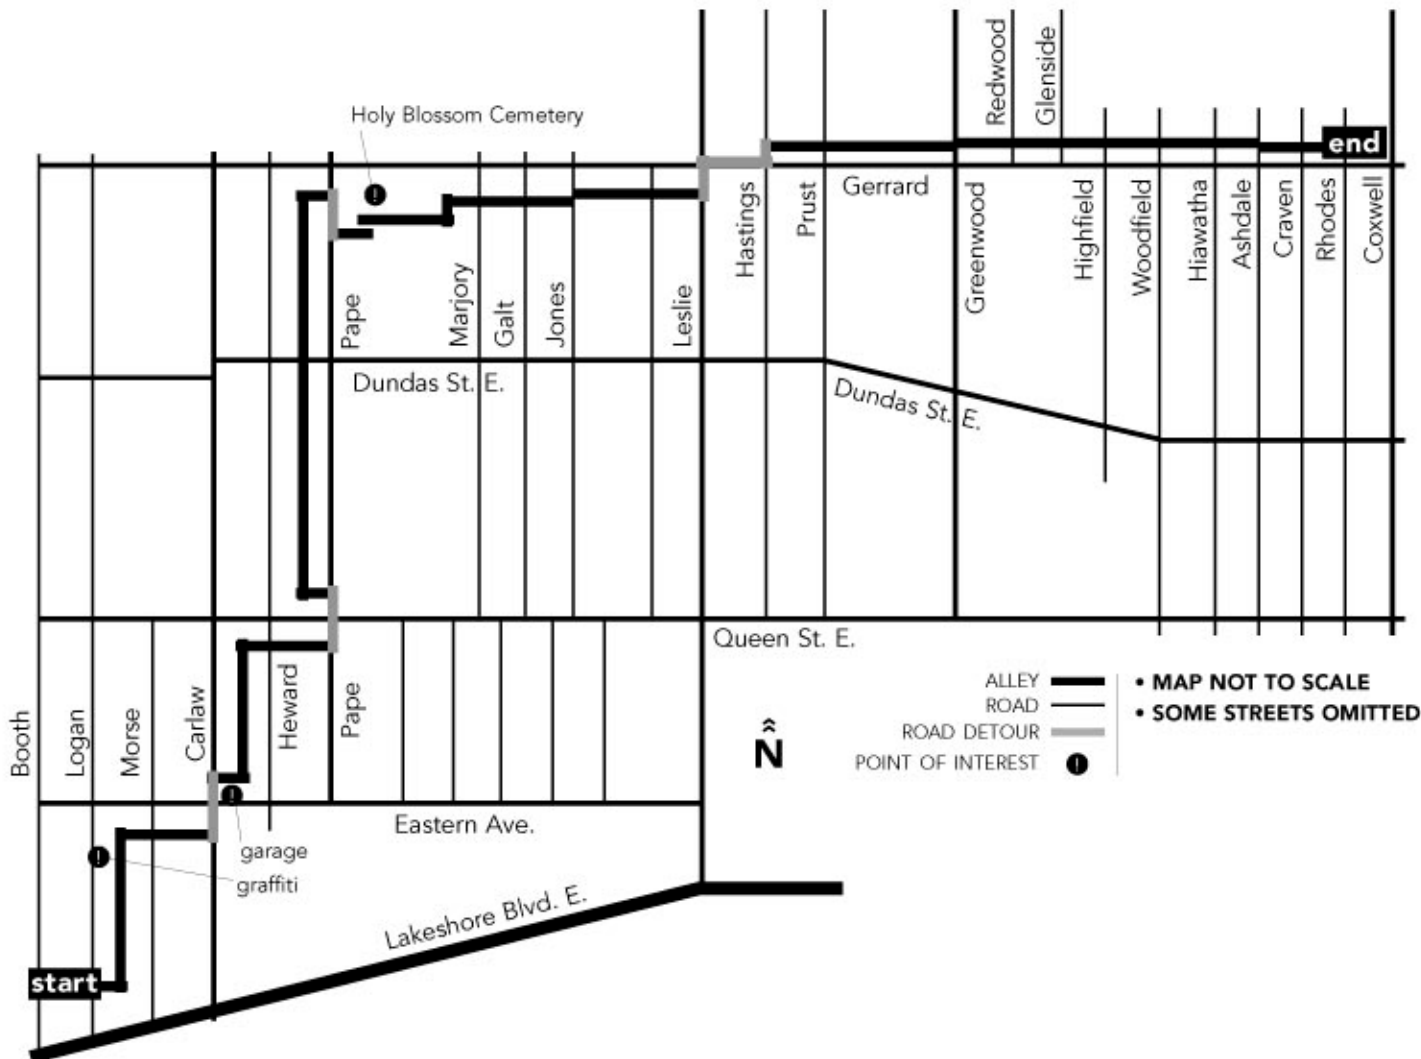 Redwood
Glenside
Holy Blossom Cemetery
!
end
Gerrard
Pape
Marjory
Galt
Jones
Leslie
Hastings
Prust
Greenwood
Highfield
Woodfield
Hiawatha
Ashdale
Craven
Rhodes
Coxwell
Dundas St. E.
Dundas St. E.
Queen St. E.
Booth
Logan
Morse
Carlaw
Heward
Pape
N
ALLEY
ROAD
ROAD DETOUR
POINT OF INTEREST !
• MAP NOT TO SCALE
• SOME STREETS OMITTED
!
Eastern Ave.
garage
!
graffiti
Lakeshore Blvd. E.
start